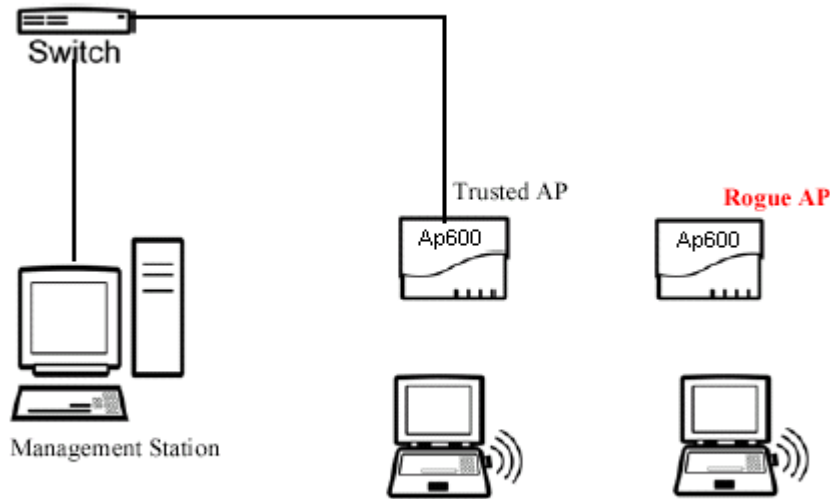 Switch
Trusted AP
Rogue AP
Ap600
Ap600
Management Station